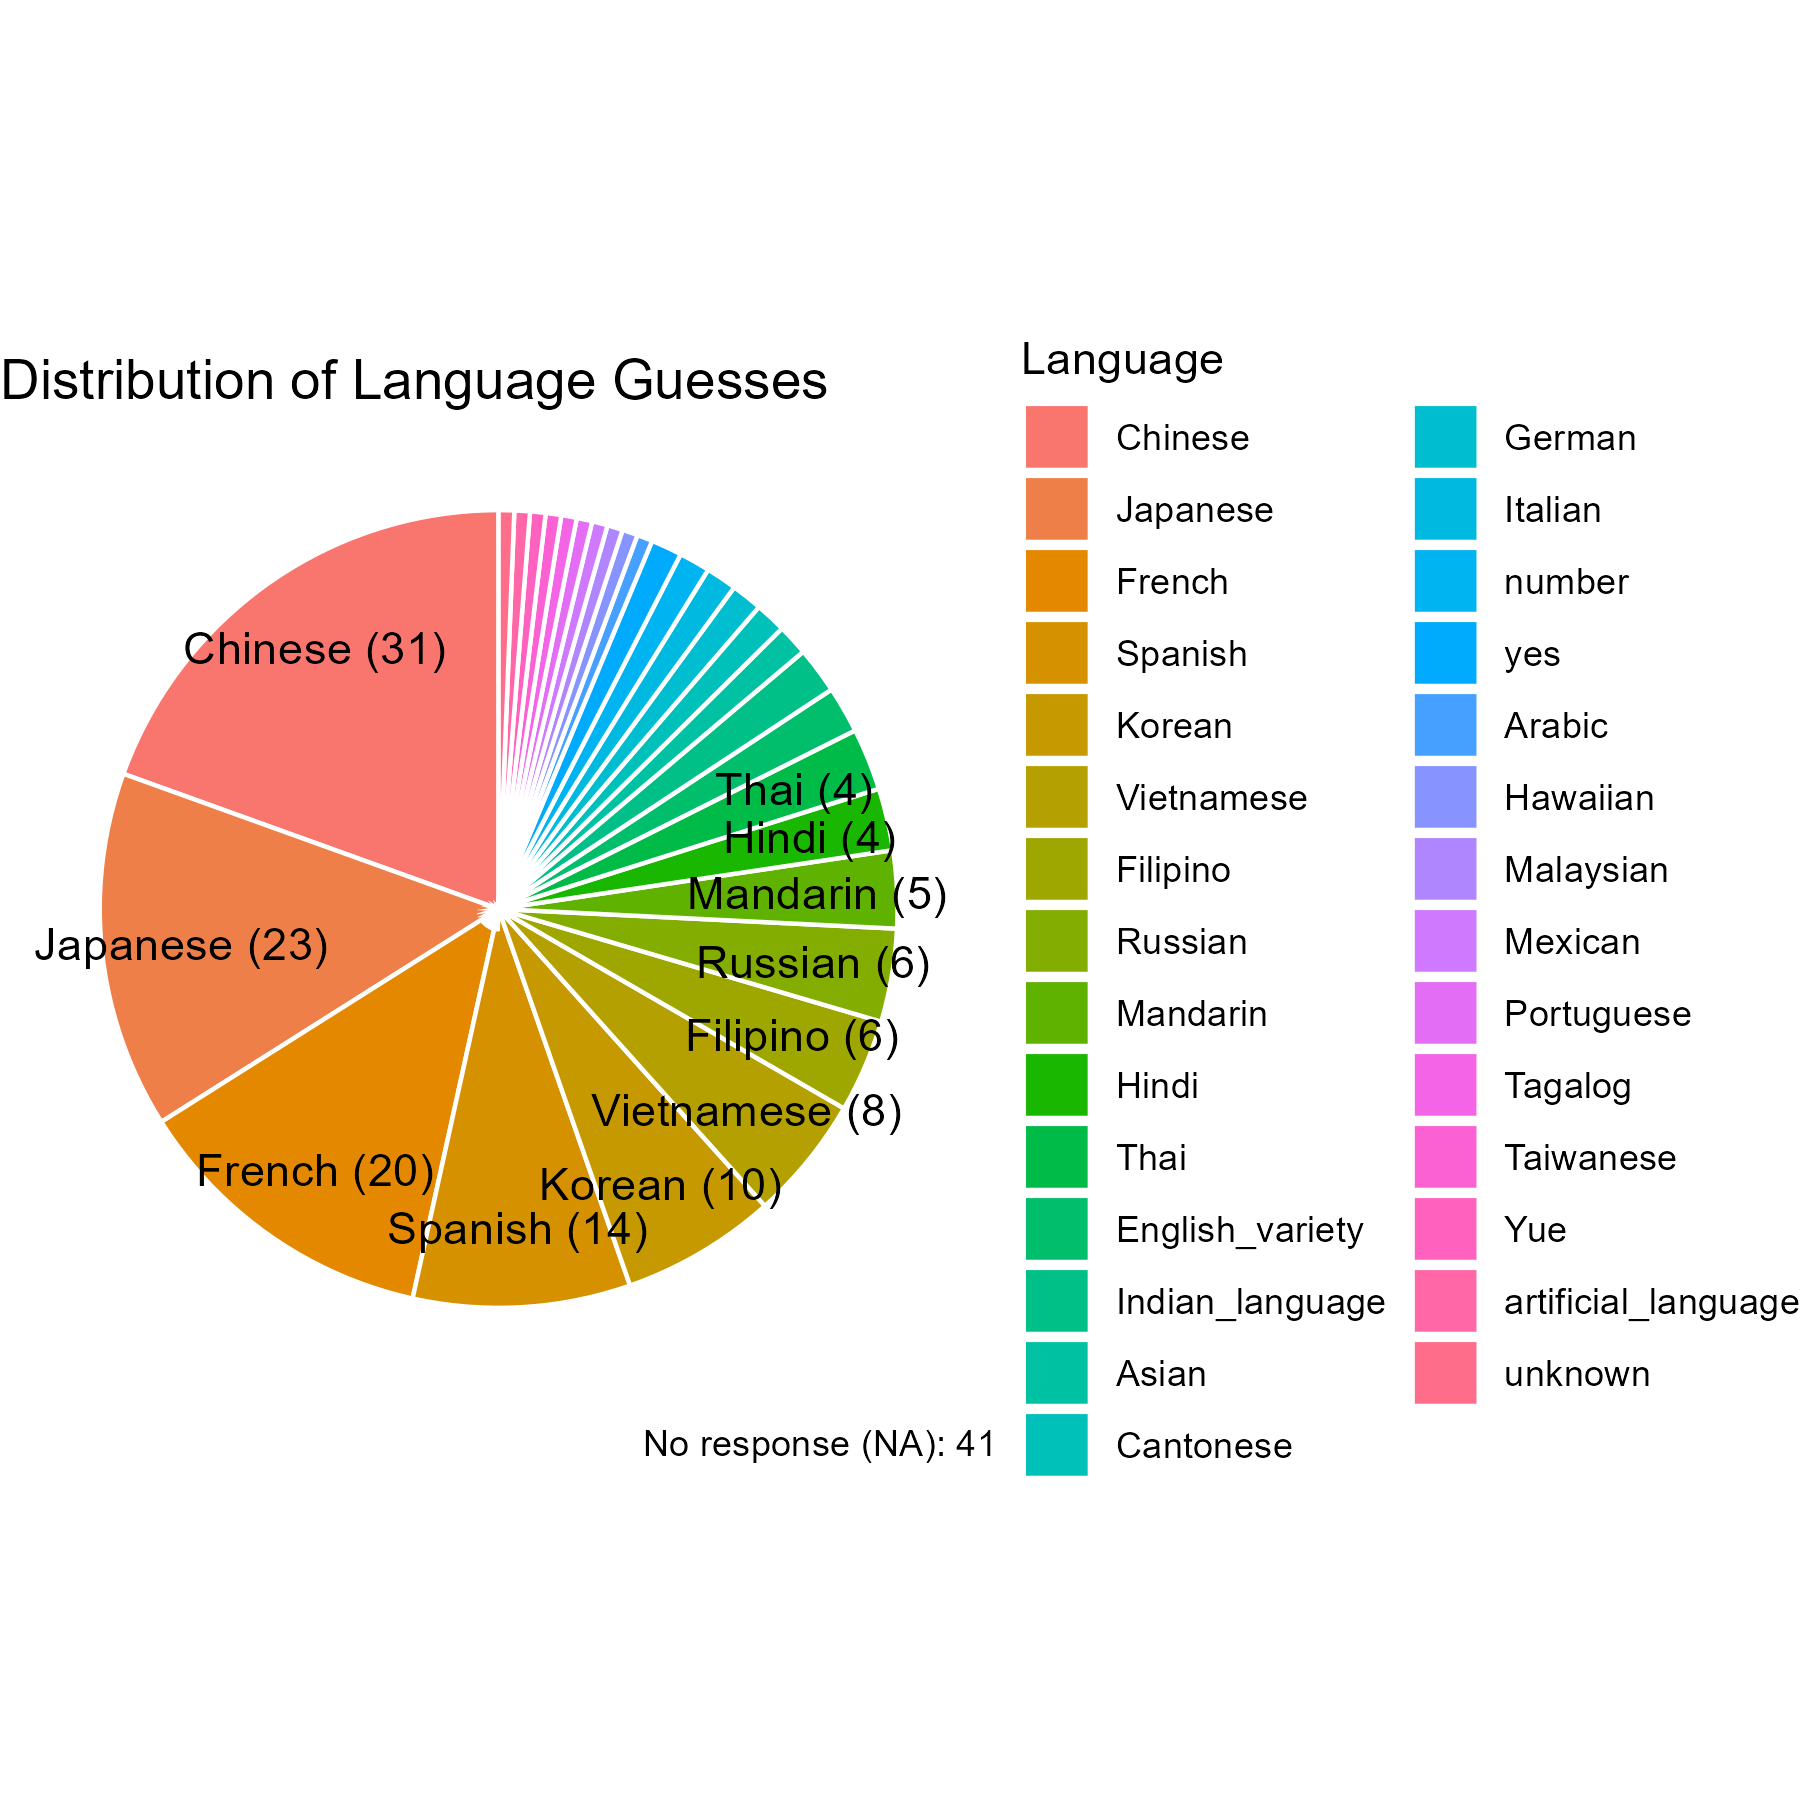 Distribution of Language Guesses
Chinese (31)
Japanese (23)
French (20)
Spanish (14)
Korean (10)
Vietnamese (8)
Filipino (6)
Russian (6)
Mandarin (5)
Hindi (4)
Thai (4)
No response (NA): 41
Language
Chinese
Japanese
French
Spanish
Korean
Vietnamese
Filipino
Russian
Mandarin
Hindi
Thai
English_variety
Indian_language
Asian
Cantonese
German
Italian
number
yes
Arabic
Hawaiian
Malaysian
Mexican
Portuguese
Tagalog
Taiwanese
Yue
artificial_language
unknown